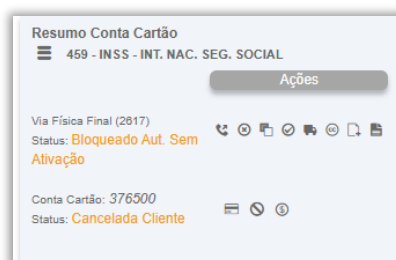 Resumo Conta Cartão
459 - INSS - INT. NAC. SEG. SOCIAL
Ações
Via Física Final (2617)
Status: Bloqueado Aut. Sem
Ativação
Conta Cartão: 376500
Status: Cancelada Cliente